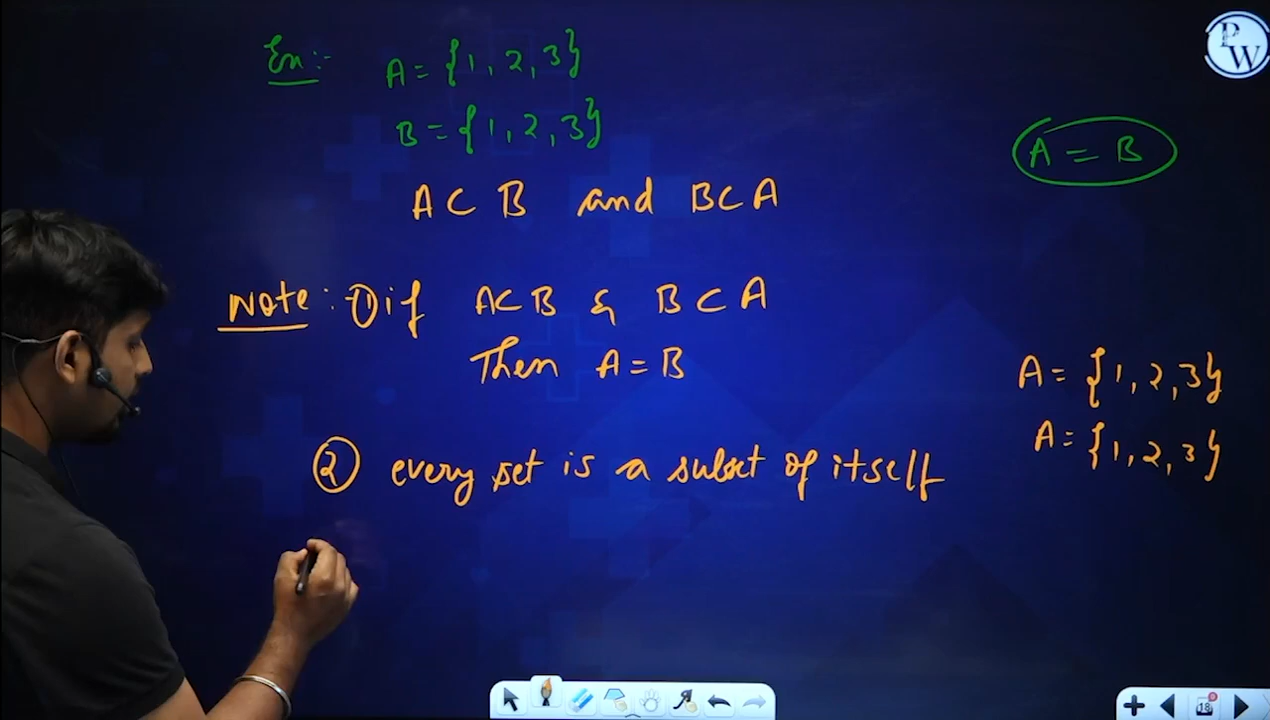 Ex :-
A = {1, 2, 3}
B = {1, 2, 3}
A = B
A ⊂ B and B ⊂ A
Note : - ① if A ⊂ B & B ⊂ A
Then A = B
A = {1, 2, 3}
A = {1, 2, 3}
② every set is a subset of itself
PW
18